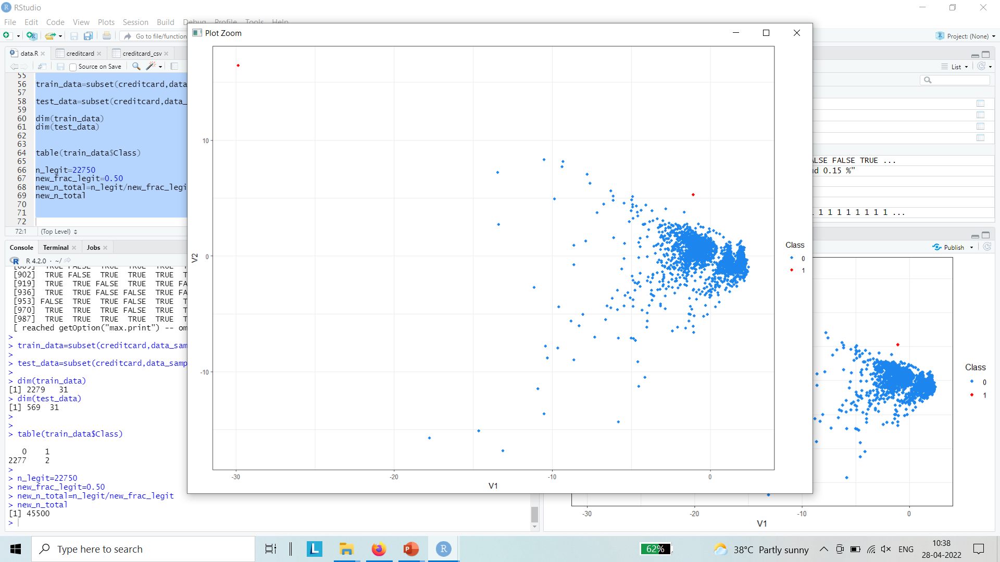 RStudio
File Edit Code View Plots Session Build Debug Profile Tools Help
Go to file/function
Project: (None)
data.R creditcard creditcard_csv
Source on Save
List
55
56 train_data=subset(creditcard,data
57
58 test_data=subset(creditcard,data_
59
60 dim(train_data)
61 dim(test_data)
62
63
64 table(train_data$Class)
65
66 n_legit=22750
67 new_frac_legit=0.50
68 new_n_total=n_legit/new_frac_legi
69 new_n_total
70
71
72
72:1 (Top Level)
Console Terminal Jobs
R 4.2.0 · ~/
[902] TRUE FALSE TRUE TRUE TRUE T
[919] TRUE TRUE FALSE TRUE TRUE FA
[936] TRUE TRUE FALSE FALSE TRUE FA
[953] FALSE TRUE TRUE FALSE TRUE T
[970] TRUE TRUE TRUE FALSE TRUE T
[987] TRUE TRUE TRUE TRUE TRUE T
[ reached getOption("max.print") -- om
>
> train_data=subset(creditcard,data_sam
>
> test_data=subset(creditcard,data_samp
>
> dim(train_data)
[1] 2279 31
> dim(test_data)
[1] 569 31
>
>
> table(train_data$Class)
0 1
2277 2
>
> n_legit=22750
> new_frac_legit=0.50
> new_n_total=n_legit/new_frac_legit
> new_n_total
[1] 45500
>
Plot Zoom
10
0
-10
V2
-30 -20 -10 0
V1
Class
0
1
ALSE FALSE TRUE ...
ud 0.15 %"
1 1 1 1 1 1 1 1 1 ...
Publish
Class
0
1
-30 -20 -10 0
V1
Type here to search
L
P
R
62%
38°C Partly sunny
ENG
10:38
28-04-2022